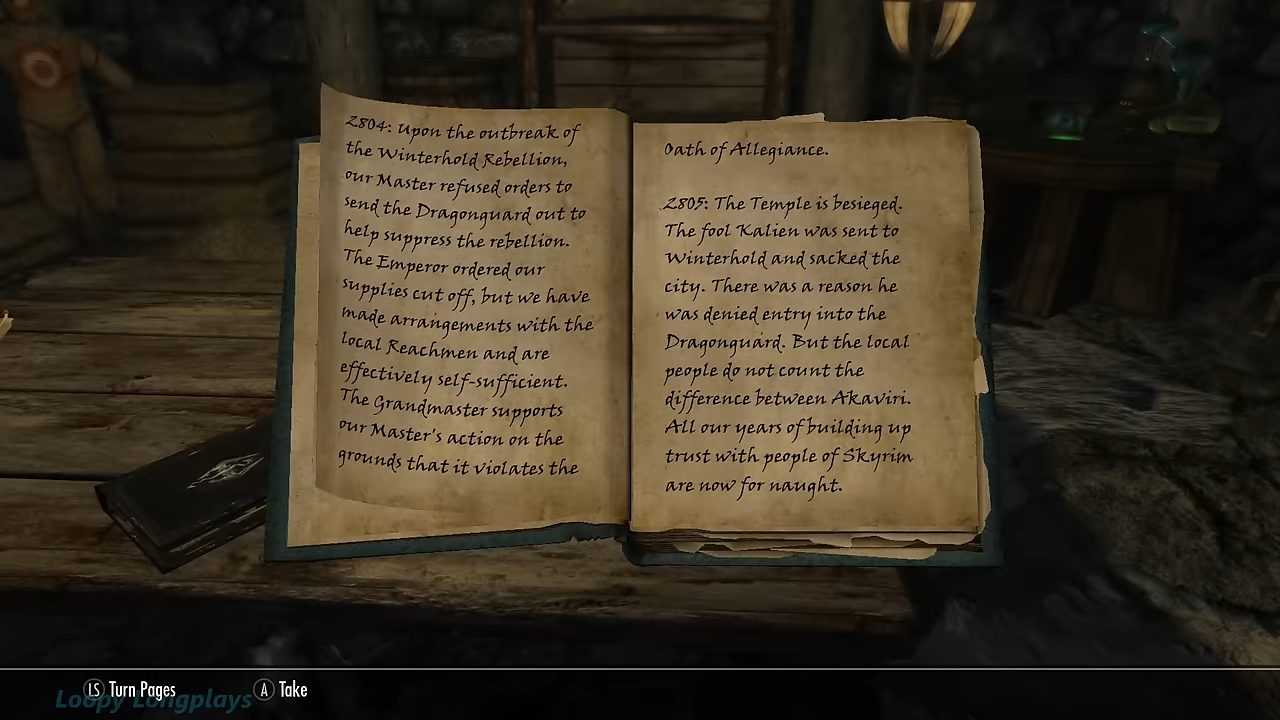 2804: Upon the outbreak of
the Winterhold Rebellion,
our Master refused orders to
send the Dragonguard out to
help suppress the rebellion.
The Emperor ordered our
supplies cut off, but we have
made arrangements with the
local Reachmen and are
effectively self-sufficient.
The Grandmaster supports
our Master's action on the
grounds that it violates the
Oath of Allegiance.
2805: The Temple is besieged.
The fool Kalien was sent to
Winterhold and sacked the
city. There was a reason he
was denied entry into the
Dragonguard. But the local
people do not count the
difference between Akaviri.
All our years of building up
trust with people of Skyrim
are now for naught.
LS Turn Pages
A Take
Loopy Longplays